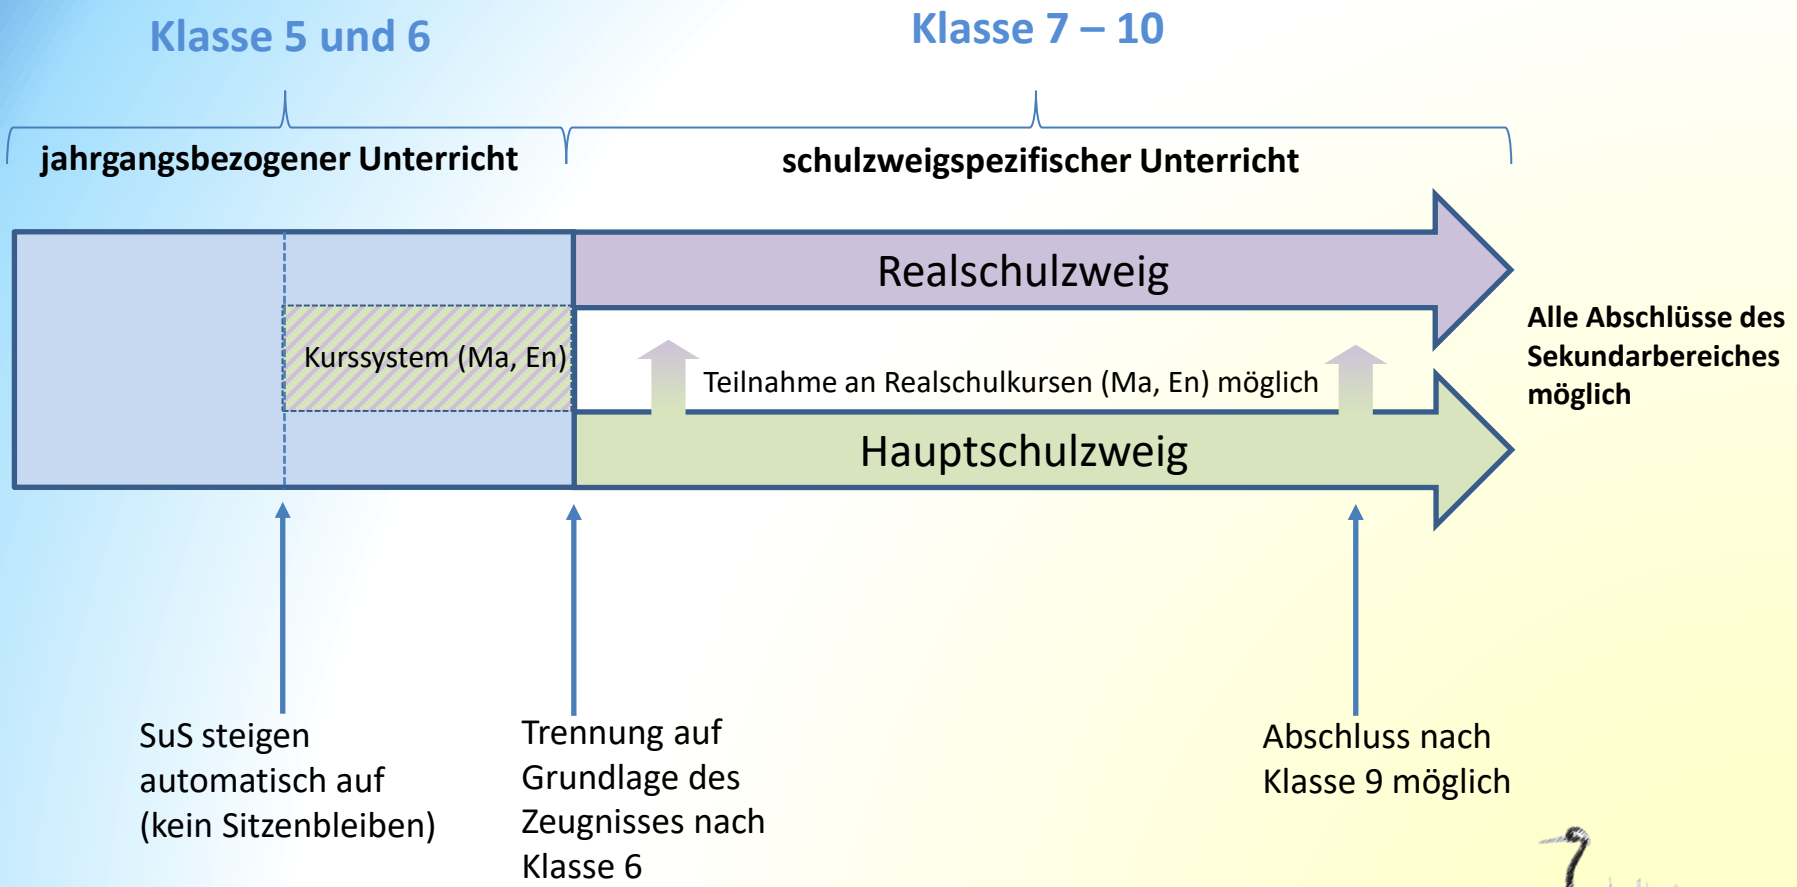 Klasse 5 und 6
Klasse 7 – 10
jahrgangsbezogener Unterricht
schulzweigspezifischer Unterricht
Realschulzweig
Kurssystem (Ma, En)
Teilnahme an Realschulkursen (Ma, En) möglich
Hauptschulzweig
Alle Abschlüsse des
Sekundarbereiches
möglich
SuS steigen
automatisch auf
(kein Sitzenbleiben)
Trennung auf
Grundlage des
Zeugnisses nach
Klasse 6
Abschluss nach
Klasse 9 möglich